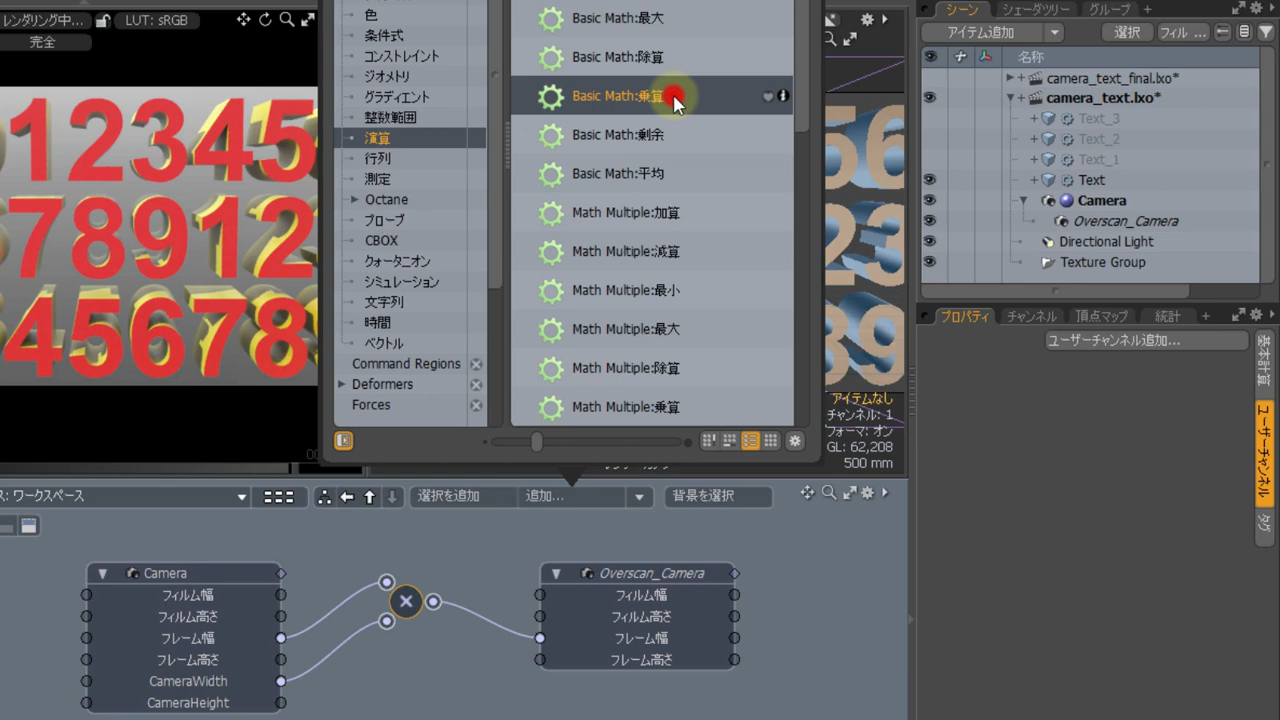 レンダリング中...
LUT: sRGB
完全
12345
789012
45678
色
条件式
コンストレイント
ジオメトリ
グラディエント
整数範囲
演算
行列
測定
Octane
プローブ
CBOX
クォータニオン
シミュレーション
文字列
時間
ベクトル
Command Regions
Deformers
Forces
Basic Math:最大
Basic Math:除算
Basic Math:乗算
Basic Math:剰余
Basic Math:平均
Math Multiple:加算
Math Multiple:減算
Math Multiple:最小
Math Multiple:最大
Math Multiple:除算
Math Multiple:乗算
56
23
89
アイテムなし
チャンネル: 1
フォーマ: オン
GL: 62,208
500 mm
シーン
シェーダツリー
グループ
+
アイテム追加
選択
フィル ...
名称
camera_text_final.lxo*
camera_text.lxo*
Text_3
Text_2
Text_1
Text
Camera
Overscan_Camera
Directional Light
Texture Group
プロパティ
チャンネル
頂点マップ
統計
+
ユーザーチャンネル追加...
基本計算
ユーザーチャンネル
タグ
ス: ワークスペース
選択を追加
追加...
背景を選択
Camera
フィルム幅
フィルム高さ
フレーム幅
フレーム高さ
CameraWidth
CameraHeight
×
Overscan_Camera
フィルム幅
フィルム高さ
フレーム幅
フレーム高さ